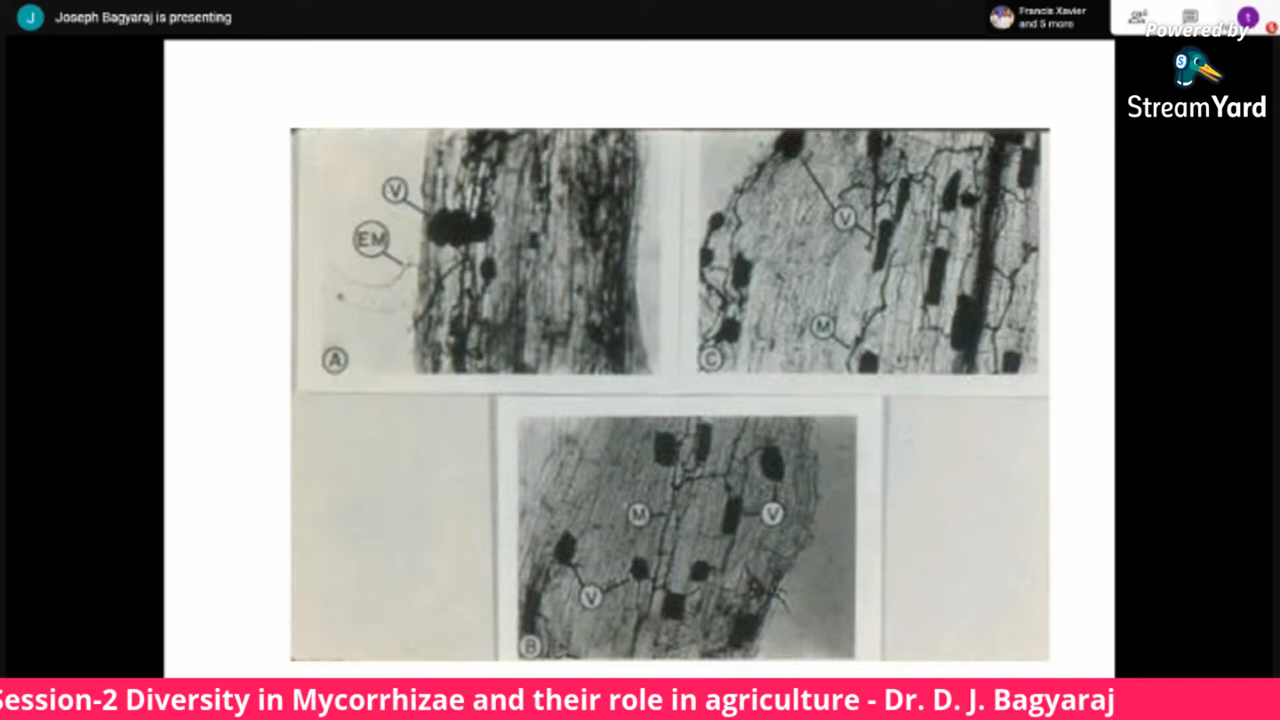 J Joseph Bagyaraj is presenting
Francis Xavier
and 5 more
t
Powered by
S
StreamYard
V
EM
A
V
M
C
M
V
V
B
Session-2 Diversity in Mycorrhizae and their role in agriculture - Dr. D. J. Bagyaraj